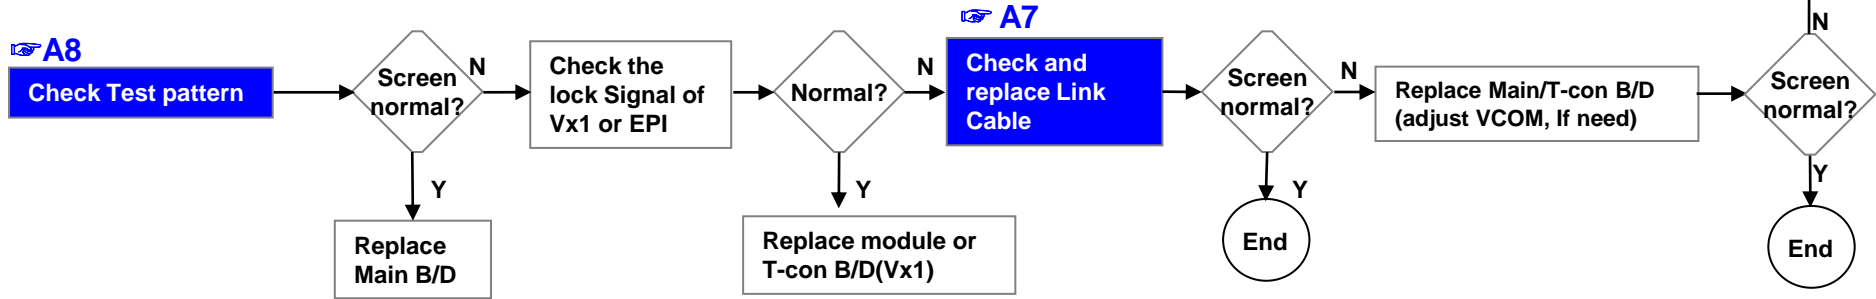 ☞A8
Check Test pattern
Screen
normal?
N
Y
Replace
Main B/D
Check the
lock Signal of
Vx1 or EPI
Normal?
N
Y
Replace module or
T-con B/D(Vx1)
☞ A7
Check and
replace Link
Cable
Screen
normal?
N
Y
End
Replace Main/T-con B/D
(adjust VCOM, If need)
N
Screen
normal?
Y
End